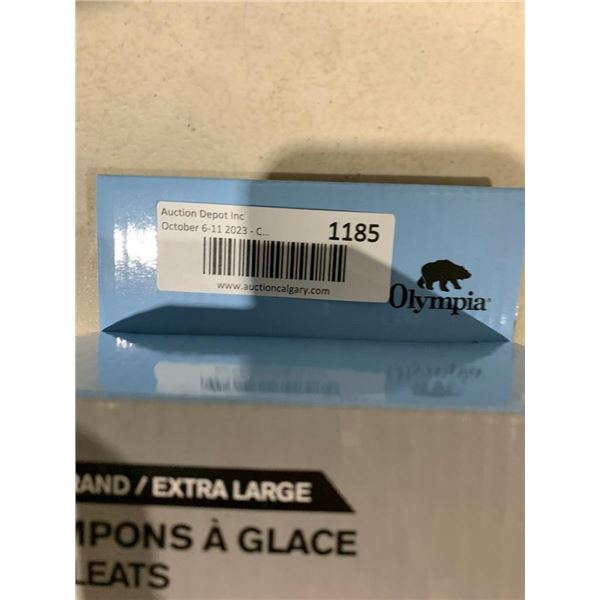 Auction Depot Inc
October 6-11 2023 - C...
1185
www.auctioncalgary.com
Olympia
RAND / EXTRA LARGE
MPONS À GLACE
LEATS